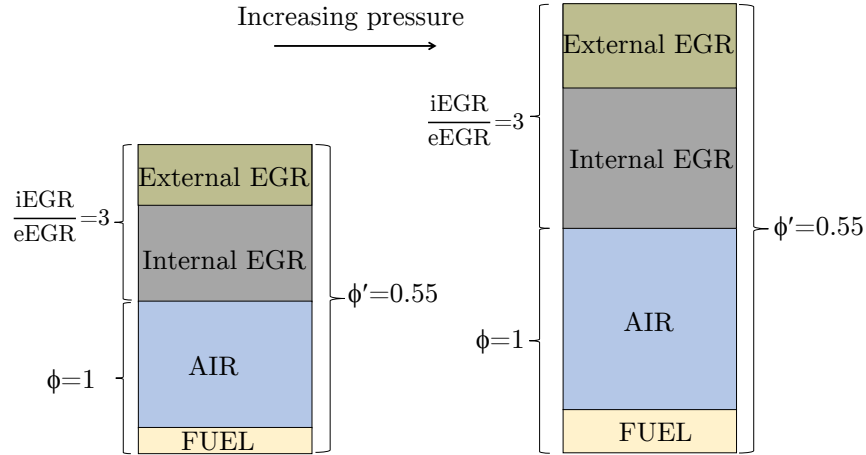 Increasing pressure
External EGR
iEGR
eEGR
=3
Internal EGR
AIR
ϕ=1
FUEL
ϕ′=0.55
External EGR
iEGR
eEGR
=3
Internal EGR
AIR
ϕ=1
FUEL
ϕ′=0.55